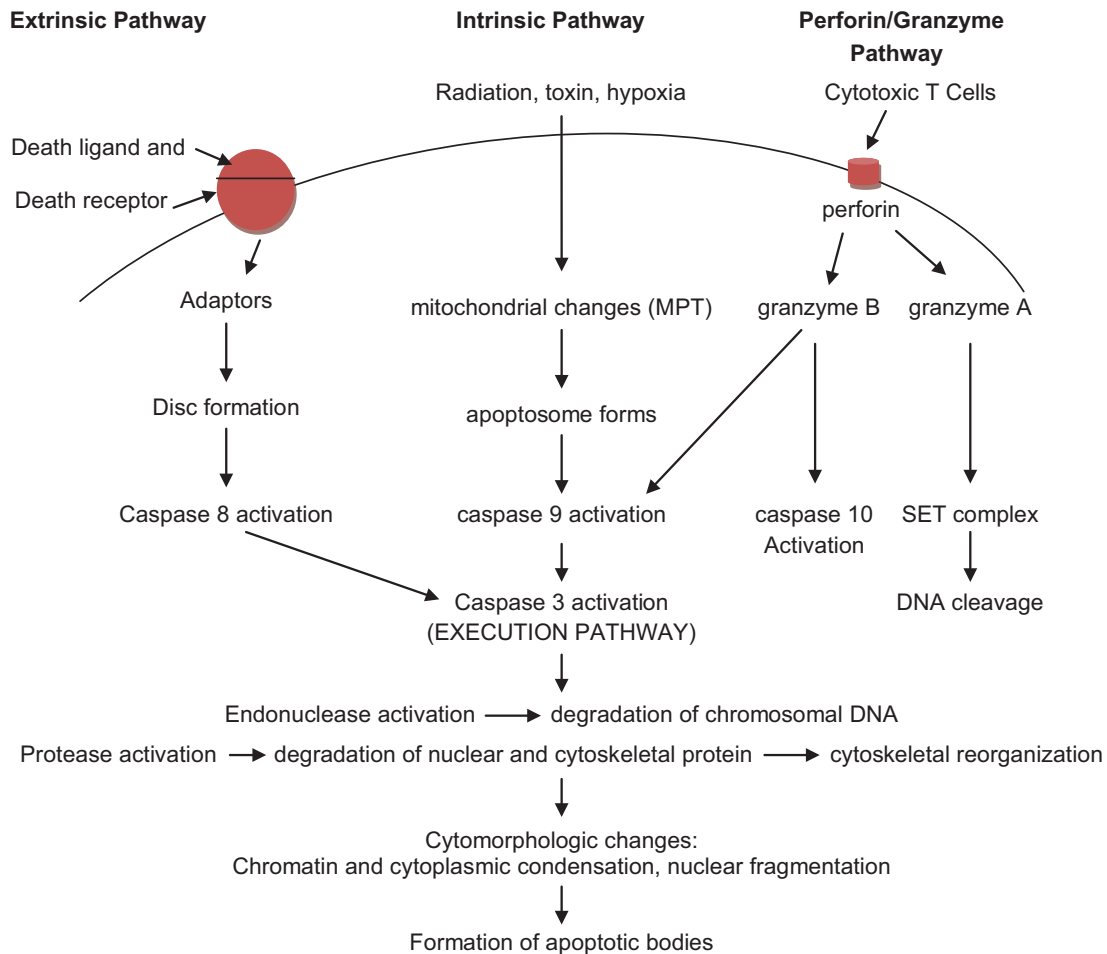 Extrinsic Pathway
Intrinsic Pathway
Perforin/Granzyme
Pathway
Radiation, toxin, hypoxia
Cytotoxic T Cells
Death ligand and
Death receptor
perforin
Adaptors
mitochondrial changes (MPT)
granzyme B
granzyme A
Disc formation
apoptosome forms
Caspase 8 activation
caspase 9 activation
caspase 10
Activation
SET complex
Caspase 3 activation
(EXECUTION PATHWAY)
DNA cleavage
Endonuclease activation degradation of chromosomal DNA
Protease activation degradation of nuclear and cytoskeletal protein cytoskeletal reorganization
Cytomorphologic changes:
Chromatin and cytoplasmic condensation, nuclear fragmentation
Formation of apoptotic bodies